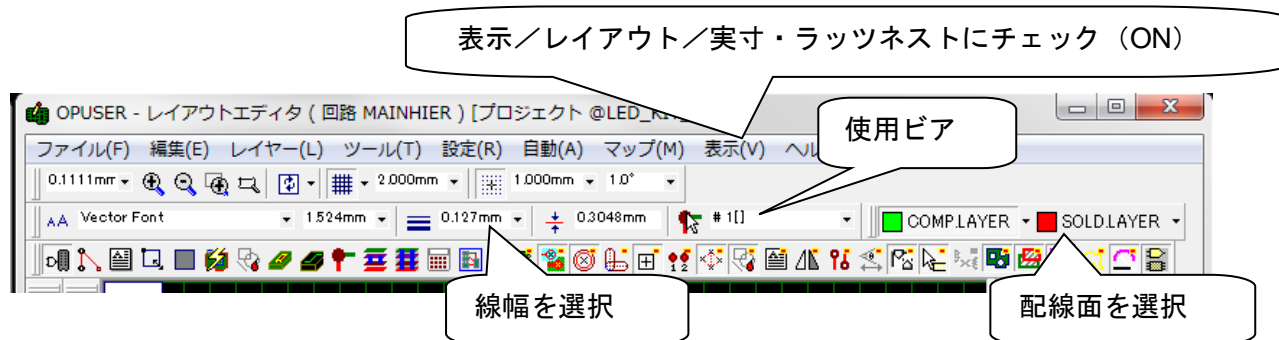 表示／レイアウト／実寸・ラッツネストにチェック（ON）
OPUSER - レイアウトエディタ ( 回路 MAINHIER ) [プロジェクト @LED_
使用ビア
ファイル(F) 編集(E) レイヤー(L) ツール(T) 設定(R) 自動(A) マップ(M) 表示(V)
0.1111mm 2.000mm 1.000mm 1.0°
AA Vector Font 1.524mm 0.127mm 0.3048mm # 1[] COMP.LAYER SOLD.LAYER
線幅を選択
配線面を選択